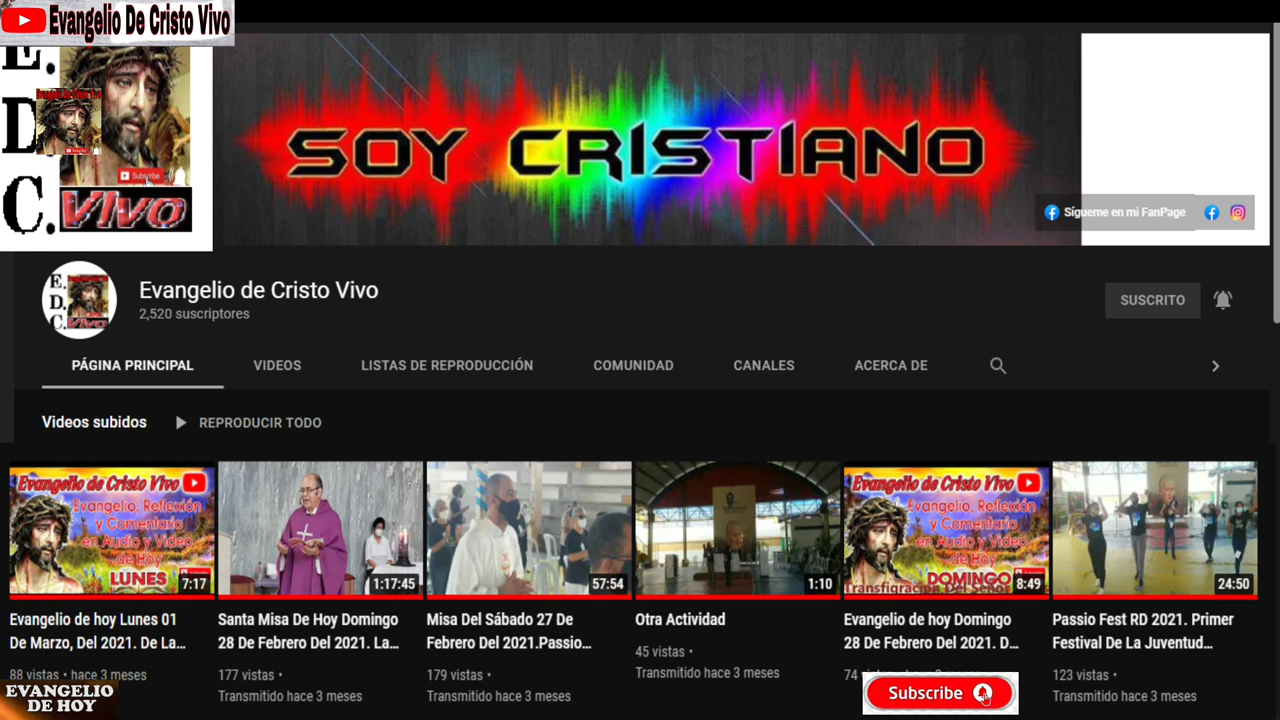 Evangelio De Cristo Vivo
E.
D.
C.
Vivo
Subscribe
SOY CRISTIANO
Sígueme en mi FanPage
E.
D.
C.
Vivo
Evangelio de Cristo Vivo
2,520 suscriptores
SUSCRITO
PÁGINA PRINCIPAL
VIDEOS
LISTAS DE REPRODUCCIÓN
COMUNIDAD
CANALES
ACERCA DE
Videos subidos
REPRODUCIR TODO
Evangelio de Cristo Vivo
Evangelio, Reflexión
y Comentario
en Audio y Video
de Hoy
LUNES
7:17
1:17:45
57:54
1:10
Evangelio de Cristo Vivo
Evangelio, Reflexión
y Comentario
en Audio y Video
de Hoy
DOMINGO
Transfigracion Del Señor
8:49
24:50
Evangelio de hoy Lunes 01
De Marzo, Del 2021. De La...
88 vistas • hace 3 meses
Santa Misa De Hoy Domingo
28 De Febrero Del 2021. La...
177 vistas •
Transmitido hace 3 meses
Misa Del Sábado 27 De
Febrero Del 2021.Passio...
179 vistas •
Transmitido hace 3 meses
Otra Actividad
45 vistas •
Transmitido hace 3 meses
Evangelio de hoy Domingo
28 De Febrero Del 2021. D...
74
Passio Fest RD 2021. Primer
Festival De La Juventud...
123 vistas •
Transmitido hace 3 meses
EVANGELIO
DE HOY
Subscribe